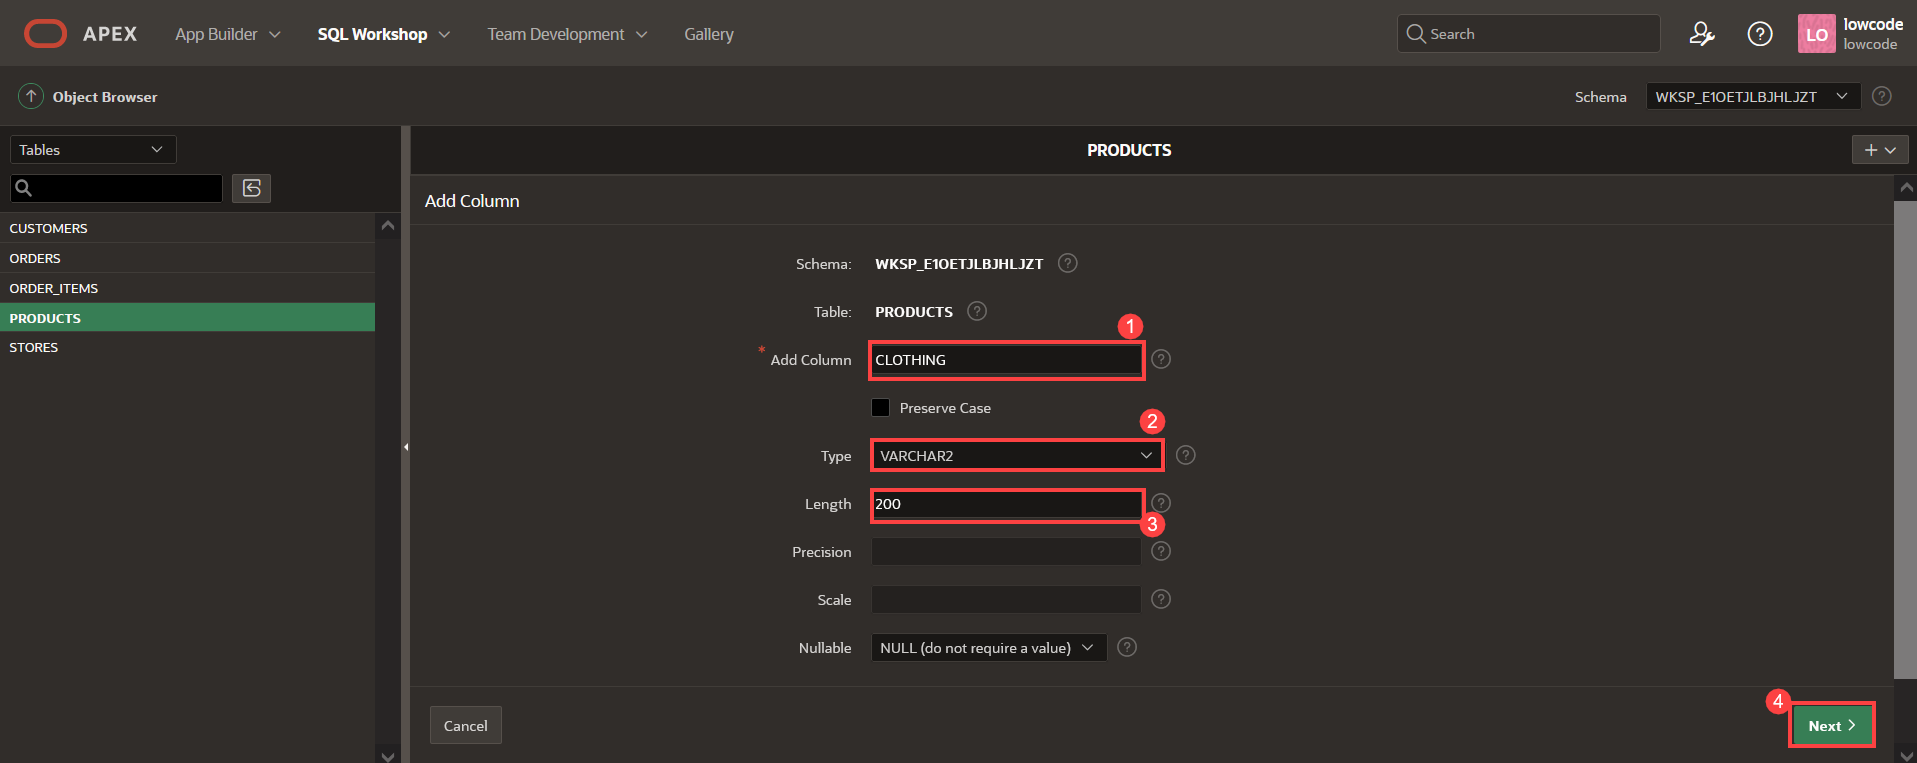 APEX App Builder SQL Workshop Team Development Gallery Search LO lowcode
lowcode
Object Browser Schema WKSP_E1OETJLBJHLJZT
Tables
PRODUCTS
Add Column
CUSTOMERS
ORDERS
ORDER_ITEMS
PRODUCTS
STORES
Schema: WKSP_E1OETJLBJHLJZT ?
Table: PRODUCTS ?
1
* Add Column CLOTHING ?
Preserve Case
2
Type VARCHAR2 ?
Length 200 ?
3
Precision ?
Scale ?
Nullable NULL (do not require a value) ?
4
Cancel Next